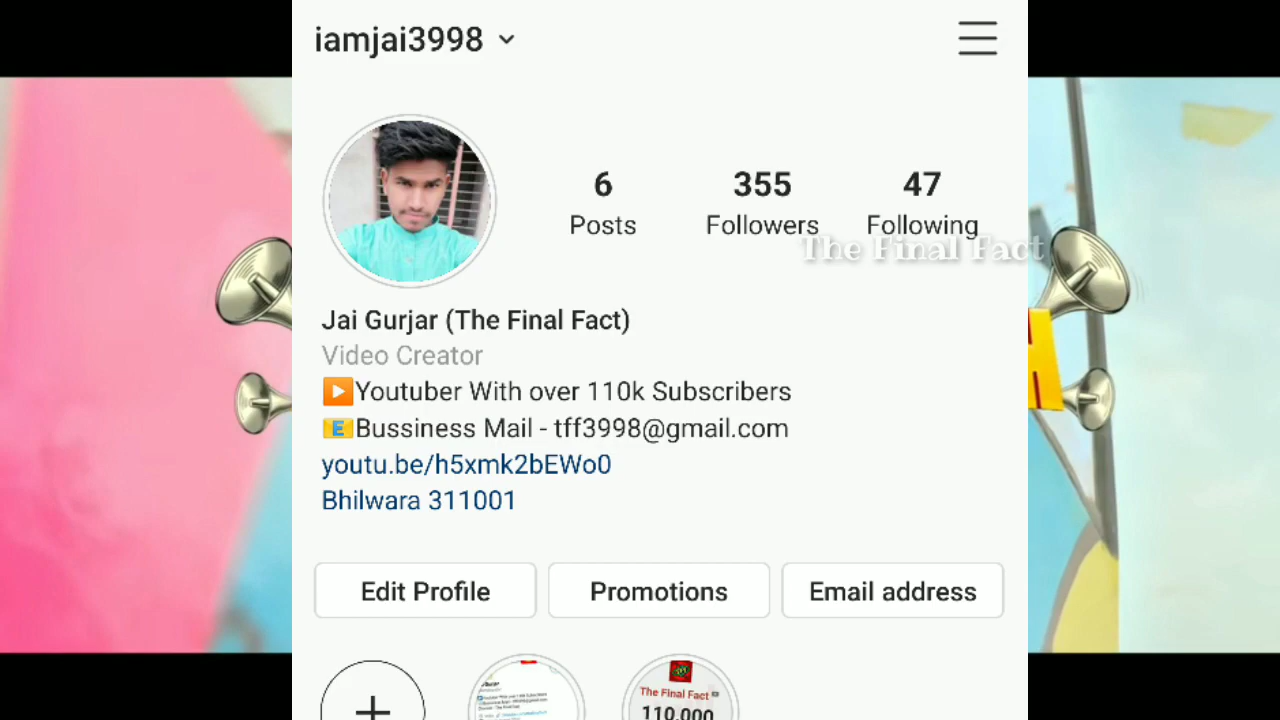 iamjai3998
6
355
47
Posts
Followers
Following
The Final Fact
Jai Gurjar (The Final Fact)
Video Creator
Youtuber With over 110k Subscribers
Bussiness Mail - tff3998@gmail.com
youtu.be/h5xmk2bEWo0
Bhilwara 311001
Edit Profile
Promotions
Email address
The Final Fact
110,000